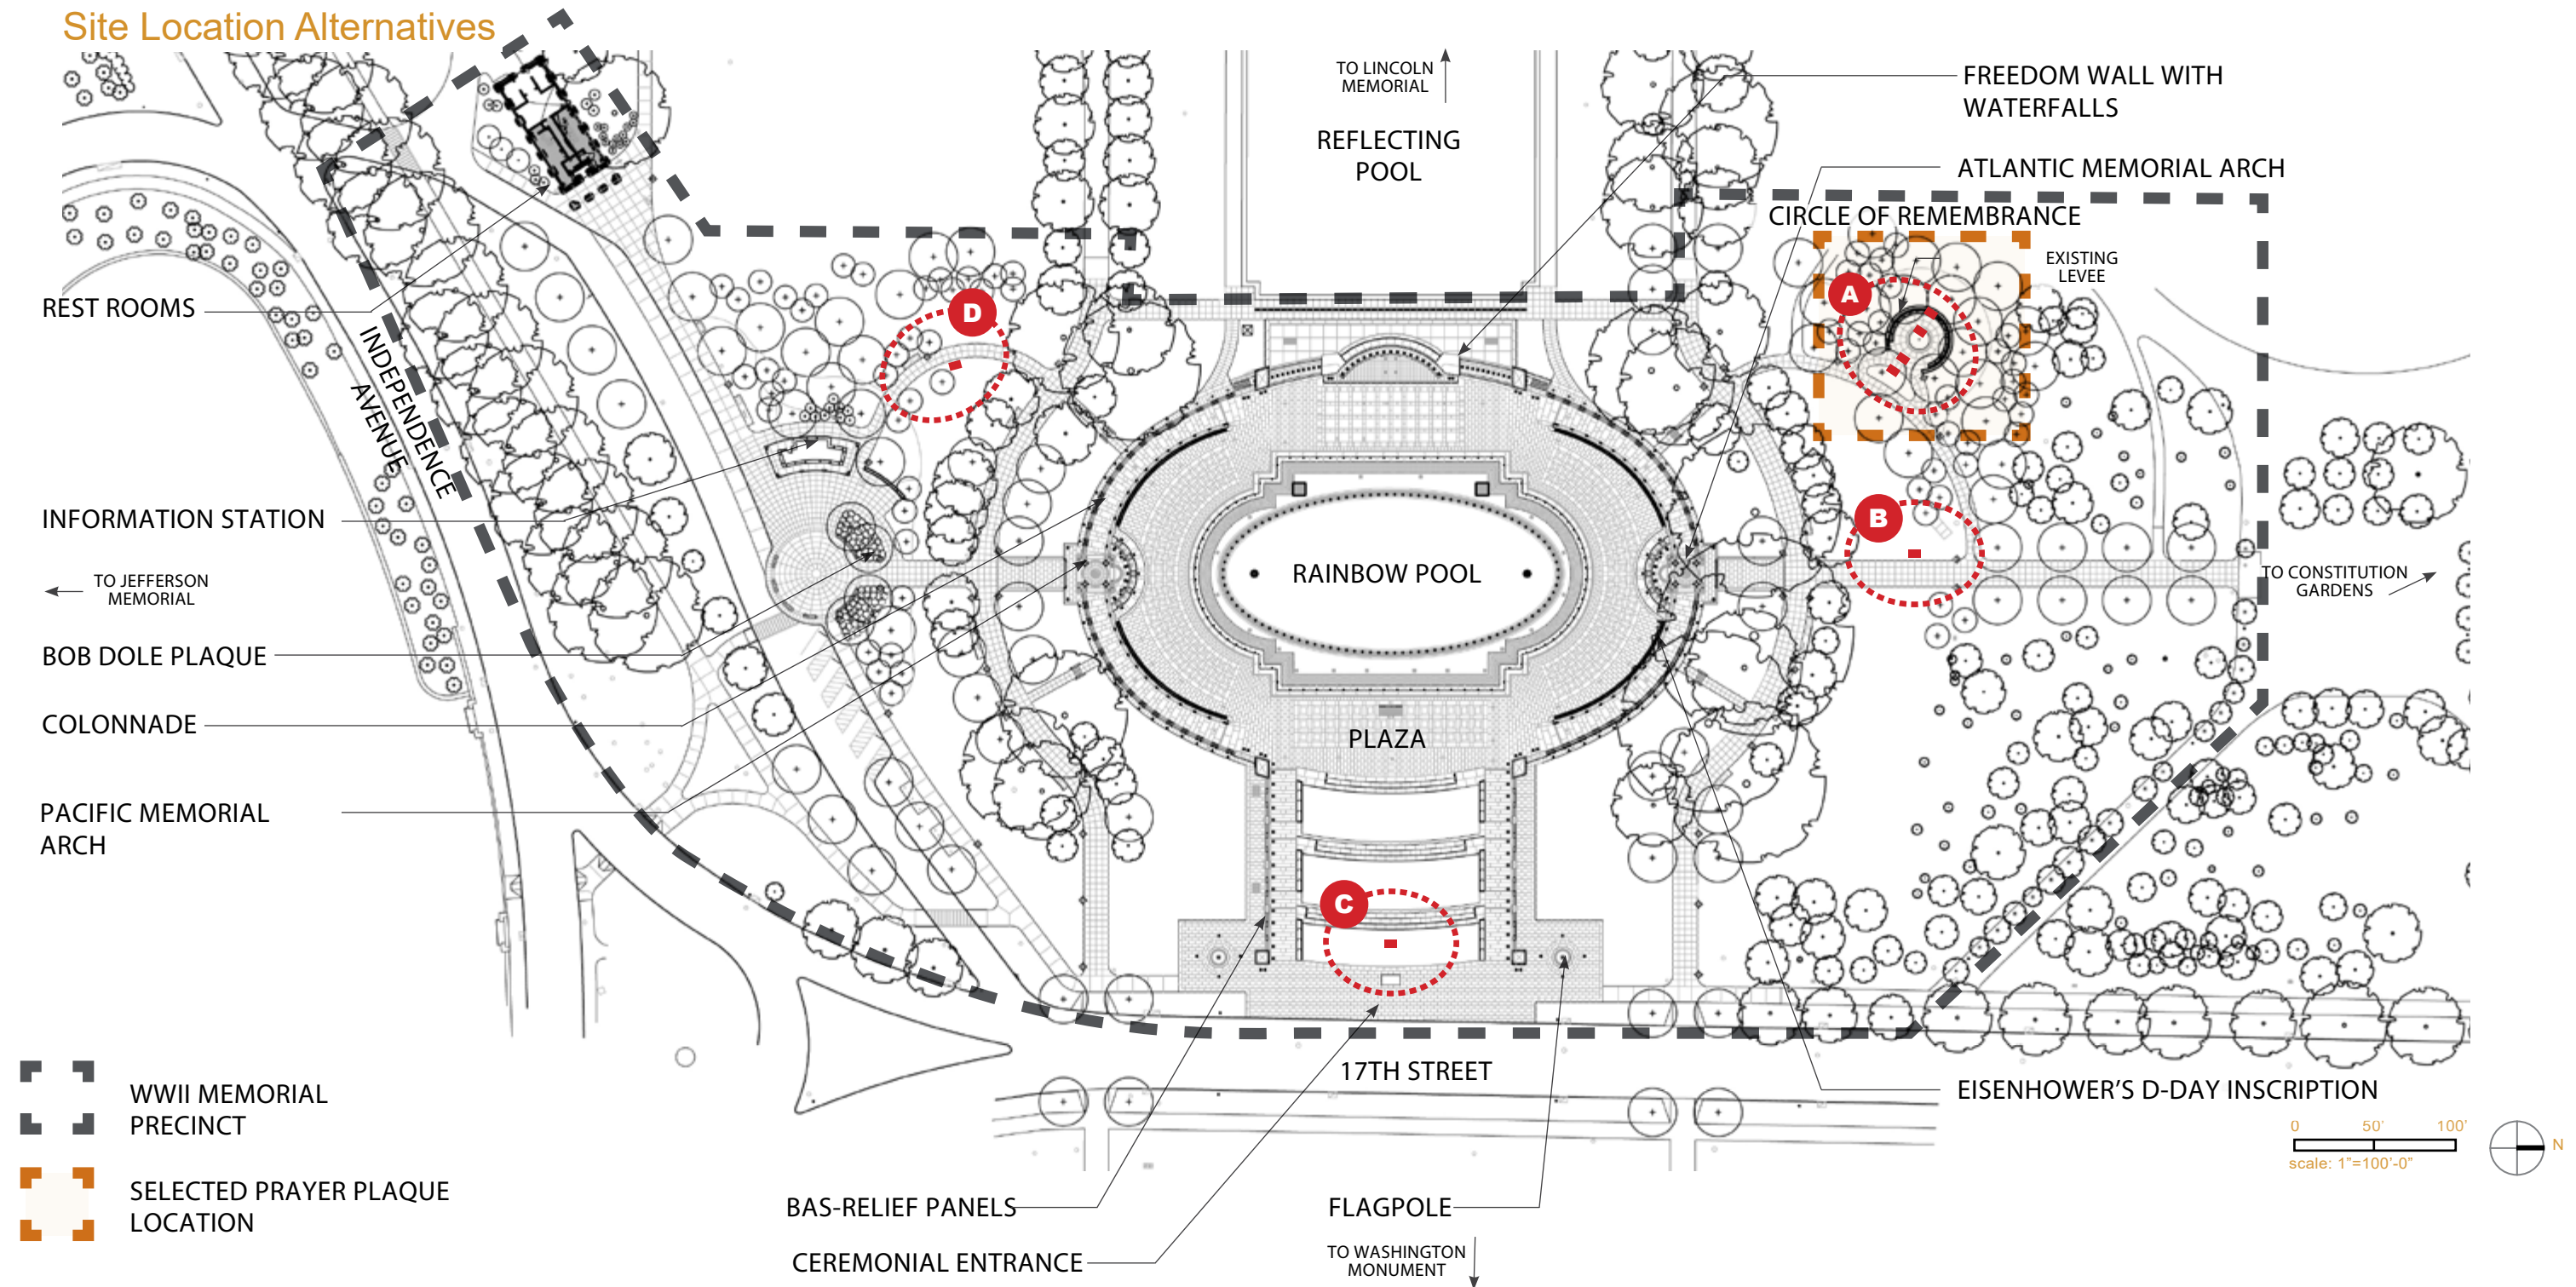 Site Location Alternatives
TO LINCOLN
MEMORIAL
REFLECTING
POOL
FREEDOM WALL WITH
WATERFALLS
ATLANTIC MEMORIAL ARCH
CIRCLE OF REMEMBRANCE
EXISTING
LEVEE
A
D
REST ROOMS
INDEPENDENCE
AVENUE
INFORMATION STATION
B
TO JEFFERSON
MEMORIAL
RAINBOW POOL
TO CONSTITUTION
GARDENS
BOB DOLE PLAQUE
COLONNADE
PLAZA
PACIFIC MEMORIAL
ARCH
C
17TH STREET
WWII MEMORIAL
PRECINCT
EISENHOWER’S D-DAY INSCRIPTION
0 50’ 100’
scale: 1”=100’-0”
N
SELECTED PRAYER PLAQUE
LOCATION
BAS-RELIEF PANELS
FLAGPOLE
CEREMONIAL ENTRANCE
TO WASHINGTON
MONUMENT